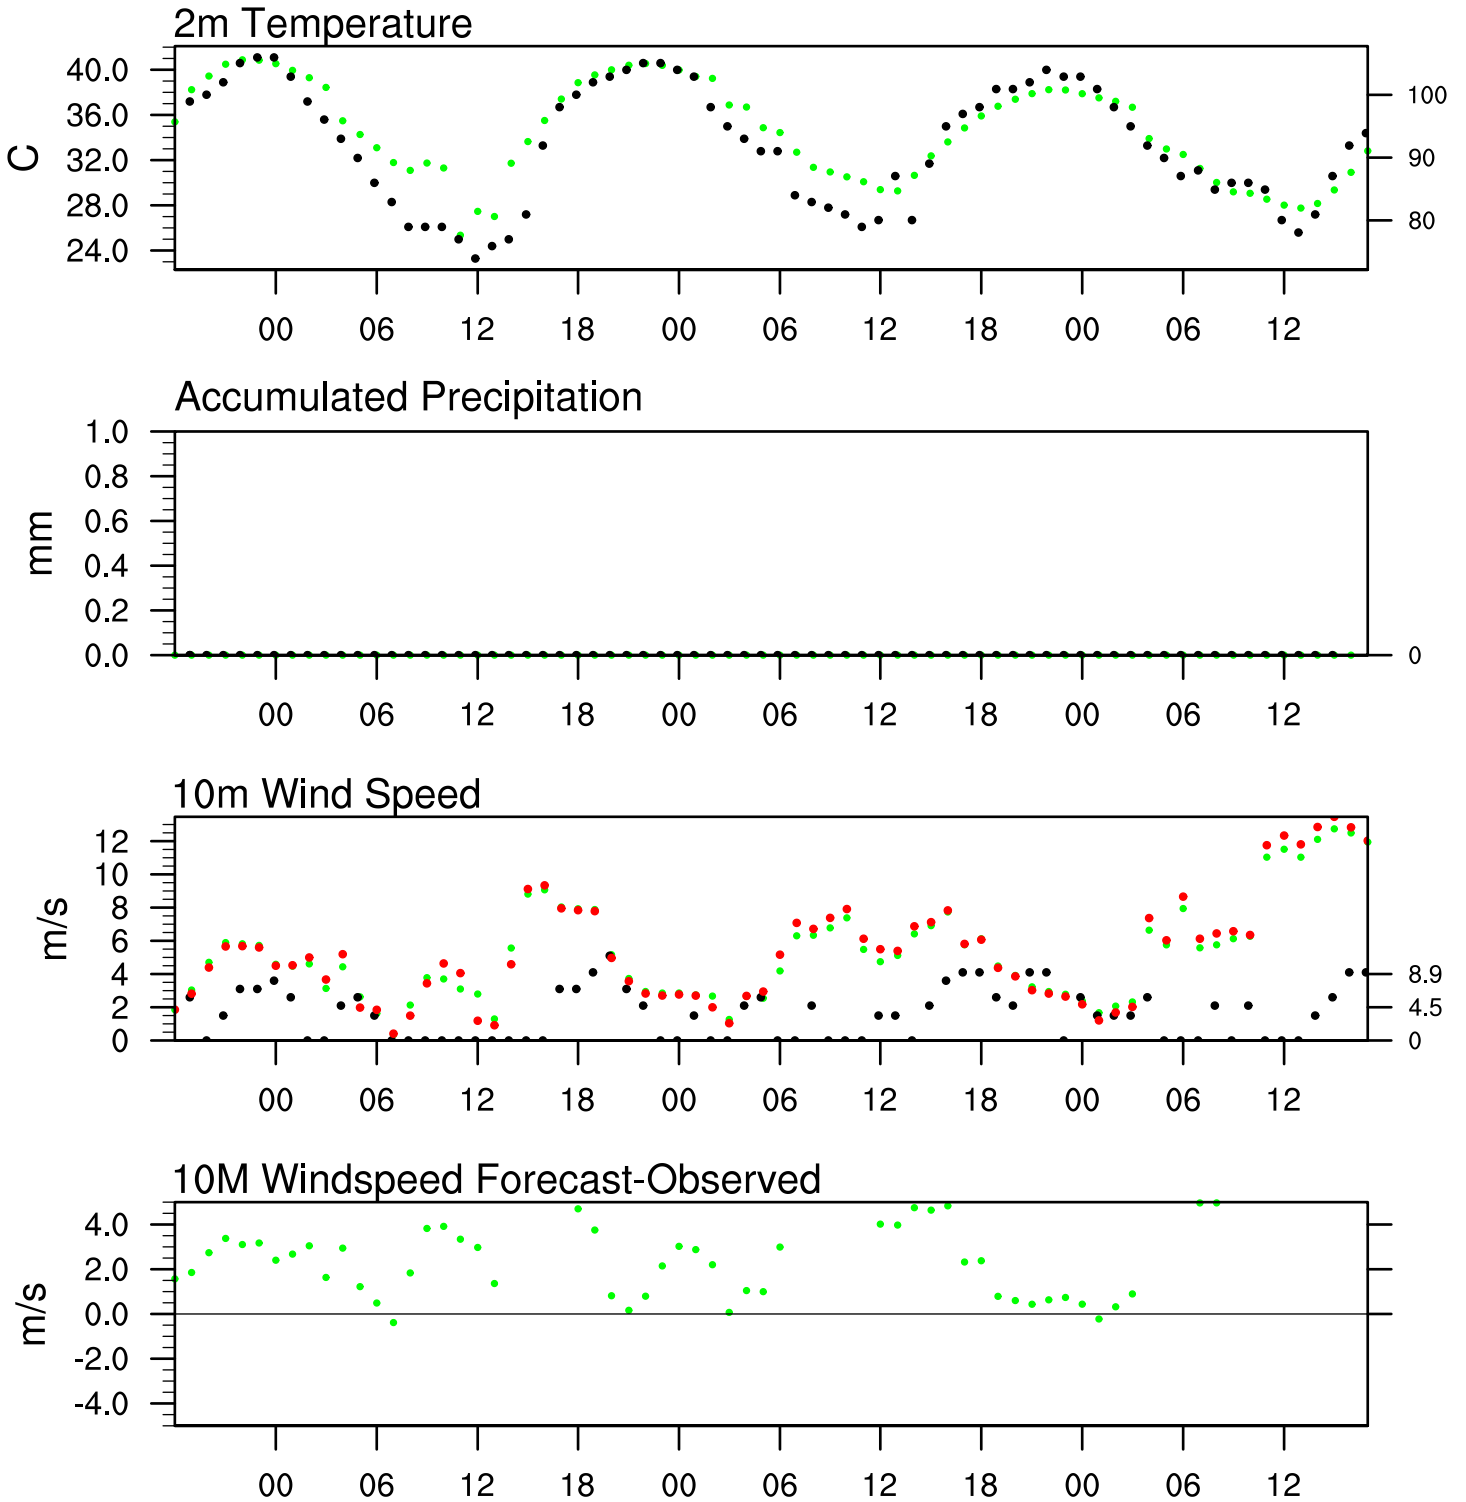 2m Temperature
40.0
36.0
32.0
28.0
24.0
C
100
90
80
00 06 12 18 00 06 12 18 00 06 12
Accumulated Precipitation
1.0
0.8
0.6
0.4
0.2
0.0
mm
0
00 06 12 18 00 06 12 18 00 06 12
10m Wind Speed
12
10
8
6
4
2
0
m/s
8.9
4.5
0
00 06 12 18 00 06 12 18 00 06 12
10M Windspeed Forecast-Observed
4.0
2.0
0.0
-2.0
-4.0
m/s
00 06 12 18 00 06 12 18 00 06 12